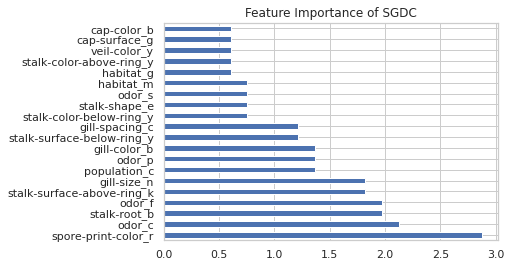 Feature Importance of SGDC
cap-color_b
cap-surface_g
veil-color_y
stalk-color-above-ring_y
habitat_g
habitat_m
odor_s
stalk-shape_e
stalk-color-below-ring_y
gill-spacing_c
stalk-surface-below-ring_y
gill-color_b
odor_p
population_c
gill-size_n
stalk-surface-above-ring_k
odor_f
stalk-root_b
odor_c
spore-print-color_r
0.0 0.5 1.0 1.5 2.0 2.5 3.0